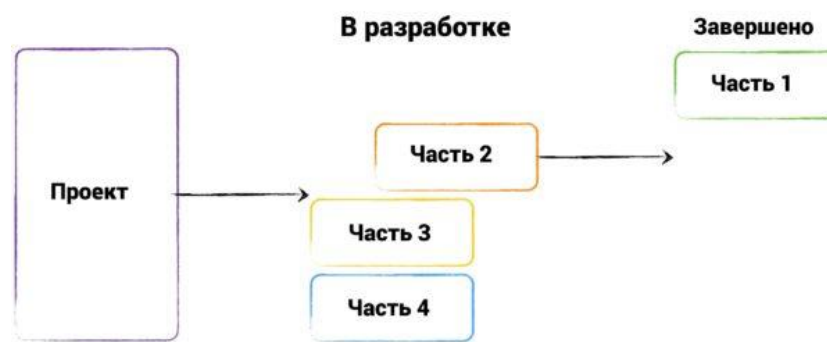 В разработке
Завершено
Часть 1
Часть 2
Проект
Часть 3
Часть 4